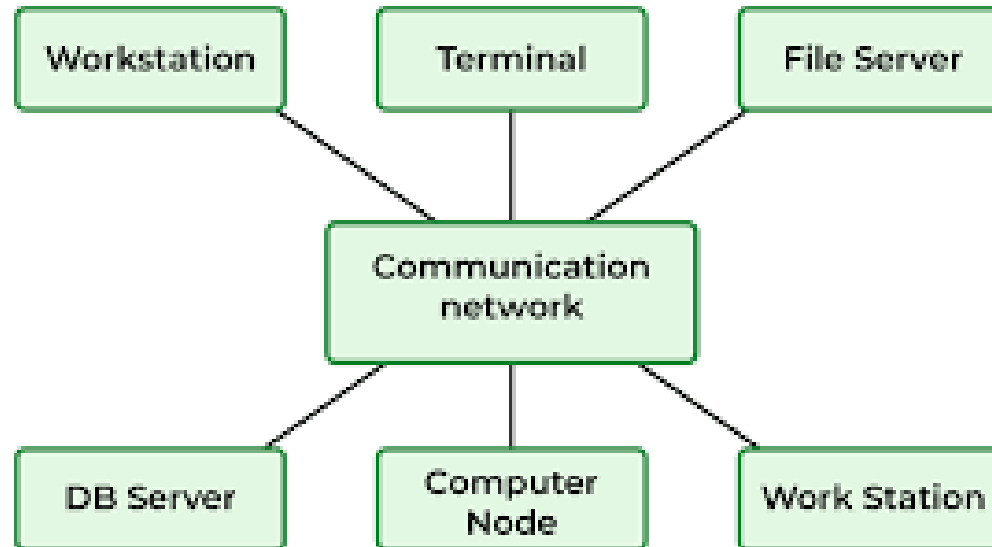 Workstation
Terminal
File Server
Communication
network
DB Server
Computer
Node
Work Station